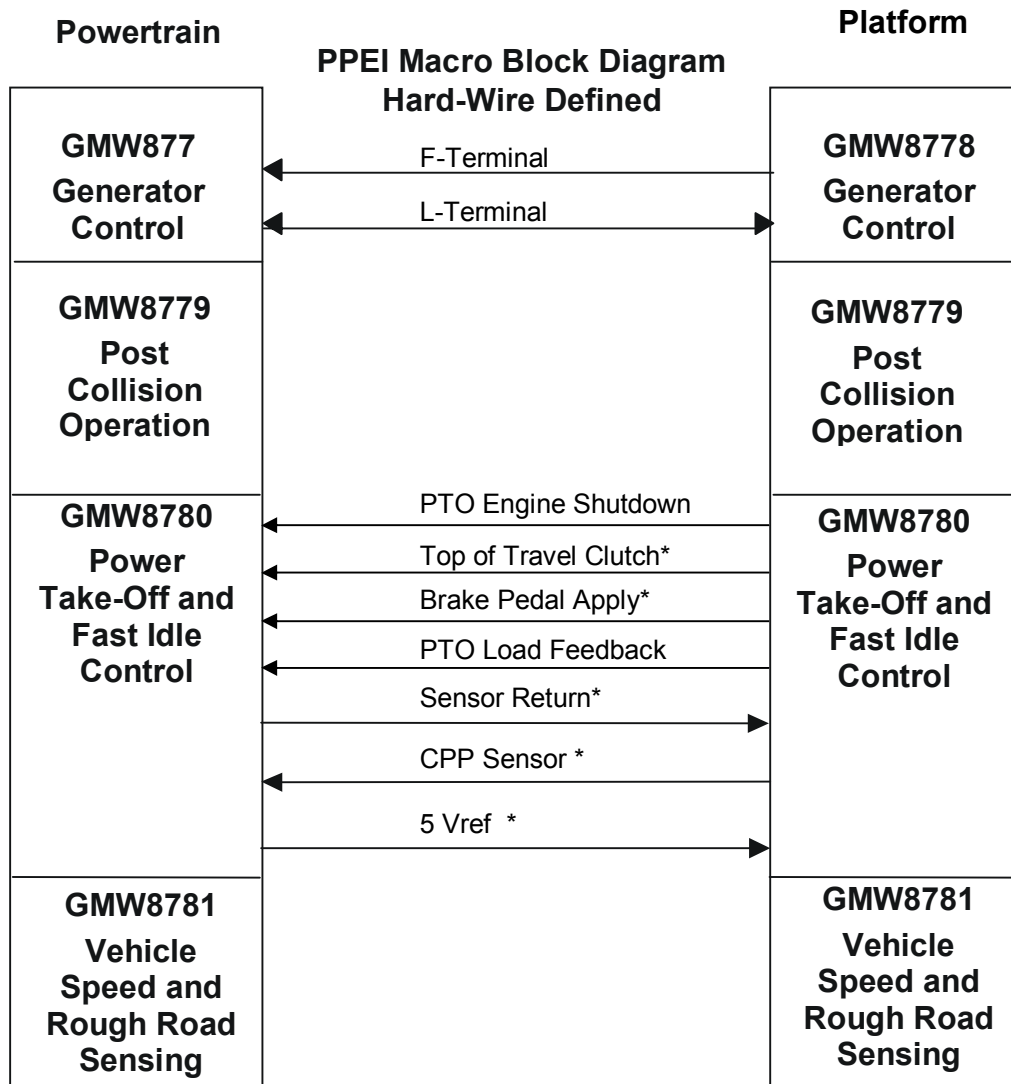 Powertrain
Platform
PPEI Macro Block Diagram
Hard-Wire Defined
GMW877
Generator
Control
F-Terminal
L-Terminal
GMW8778
Generator
Control
GMW8779
Post
Collision
Operation
GMW8779
Post
Collision
Operation
GMW8780
Power
Take-Off and
Fast Idle
Control
PTO Engine Shutdown
Top of Travel Clutch*
Brake Pedal Apply*
PTO Load Feedback
Sensor Return*
CPP Sensor *
5 Vref *
GMW8780
Power
Take-Off and
Fast Idle
Control
GMW8781
Vehicle
Speed and
Rough Road
Sensing
GMW8781
Vehicle
Speed and
Rough Road
Sensing